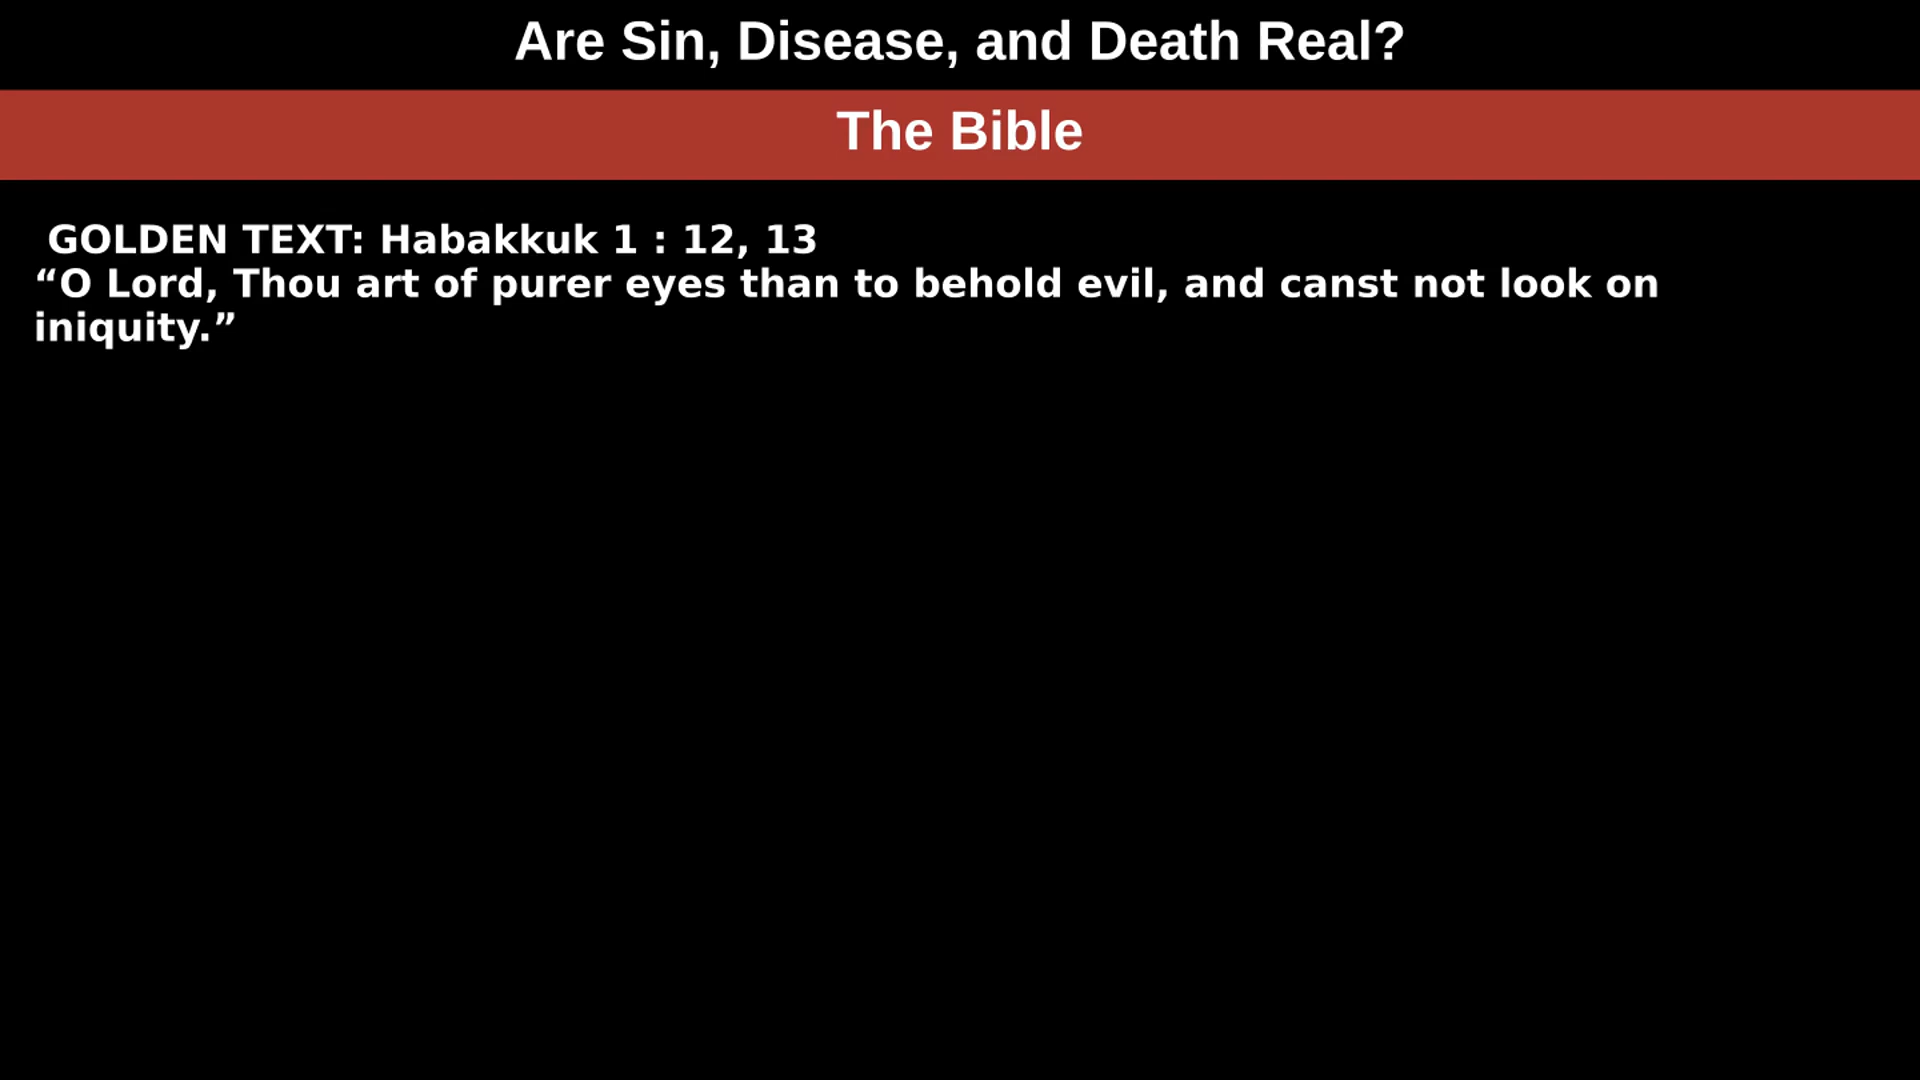 Are Sin, Disease, and Death Real?
The Bible
GOLDEN TEXT: Habakkuk 1 : 12, 13
“O Lord, Thou art of purer eyes than to behold evil, and canst not look on
iniquity.”